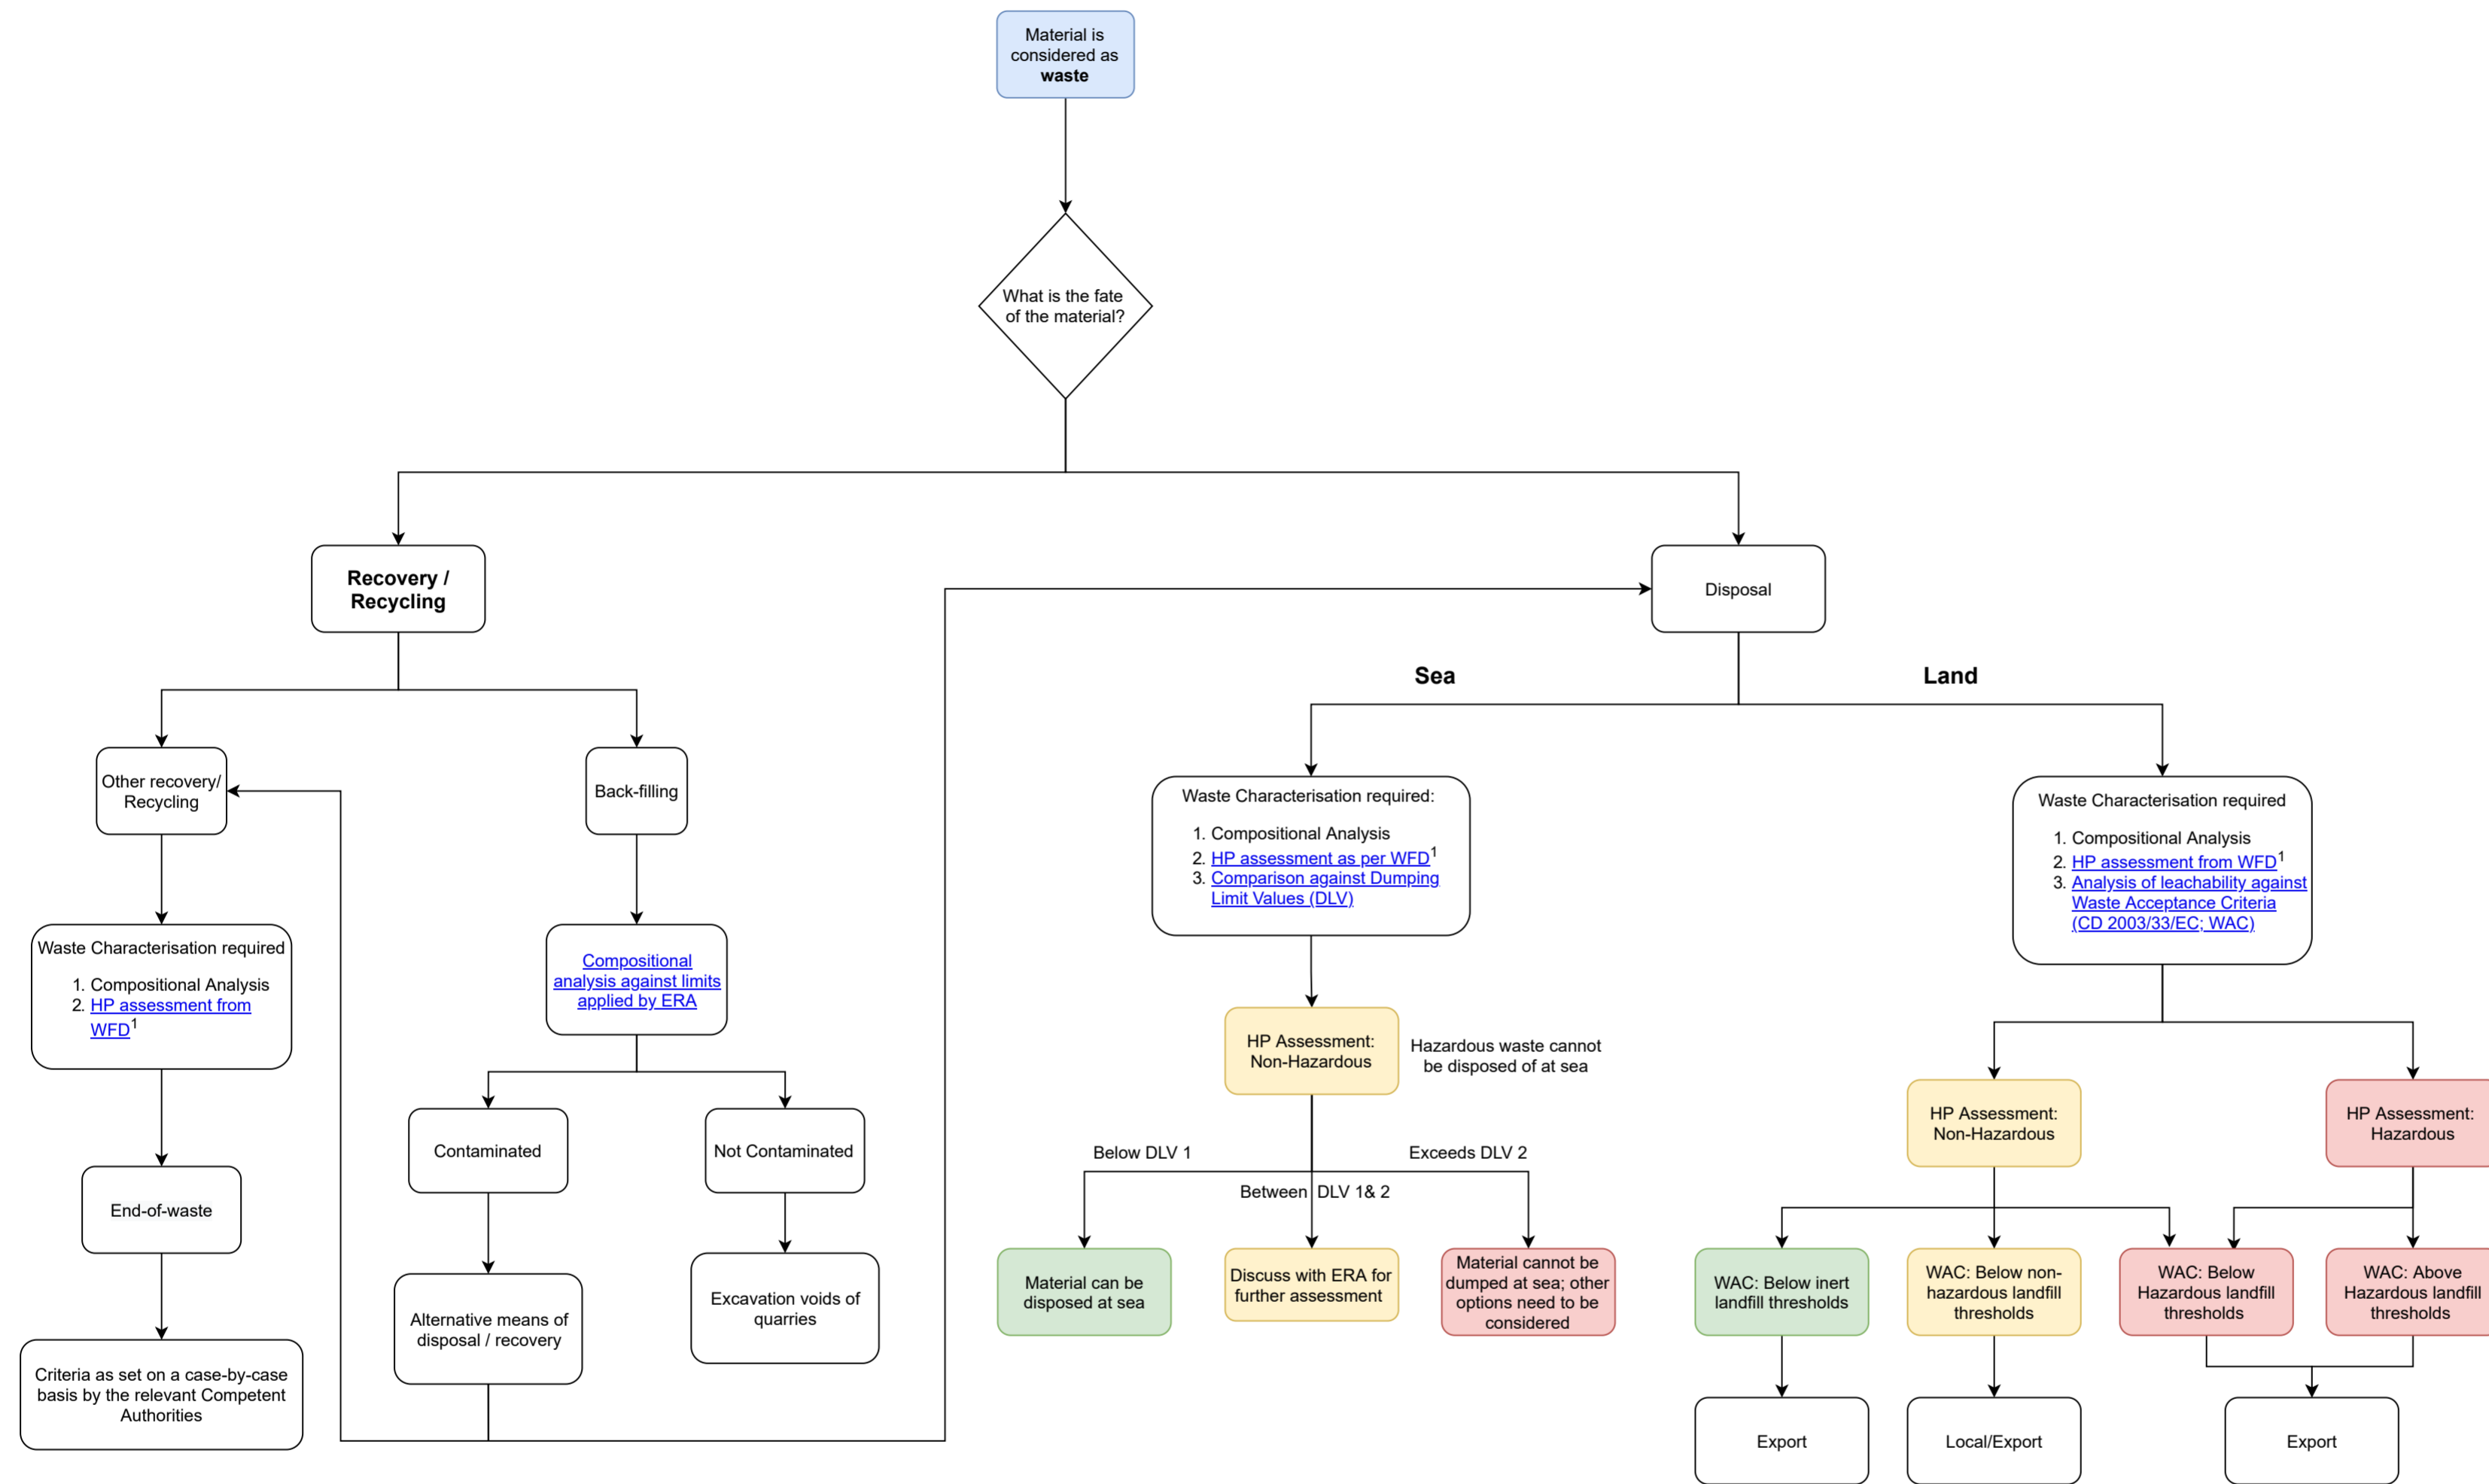 Material is
considered as
waste
What is the fate
of the material?
Recovery /
Recycling
Disposal
Sea
Land
Other recovery/
Recycling
Back-filling
Waste Characterisation required:
1. Compositional Analysis
2. HP assessment as per WFD1
3. Comparison against Dumping
Limit Values (DLV)
Waste Characterisation required
1. Compositional Analysis
2. HP assessment from WFD1
3. Analysis of leachability against
Waste Acceptance Criteria
(CD 2003/33/EC; WAC)
Waste Characterisation required
1. Compositional Analysis
2. HP assessment from
WFD1
Compositional
analysis against limits
applied by ERA
HP Assessment:
Non-Hazardous
Hazardous waste cannot
be disposed of at sea
HP Assessment:
Non-Hazardous
HP Assessment:
Hazardous
Contaminated
Not Contaminated
Below DLV 1
Exceeds DLV 2
Between DLV 1& 2
End-of-waste
Material can be
disposed at sea
Discuss with ERA for
further assessment
Material cannot be
dumped at sea; other
options need to be
considered
WAC: Below inert
landfill thresholds
WAC: Below non-
hazardous landfill
thresholds
WAC: Below
Hazardous landfill
thresholds
WAC: Above
Hazardous landfill
thresholds
Alternative means of
disposal / recovery
Excavation voids of
quarries
Criteria as set on a case-by-case
basis by the relevant Competent
Authorities
Export
Local/Export
Export